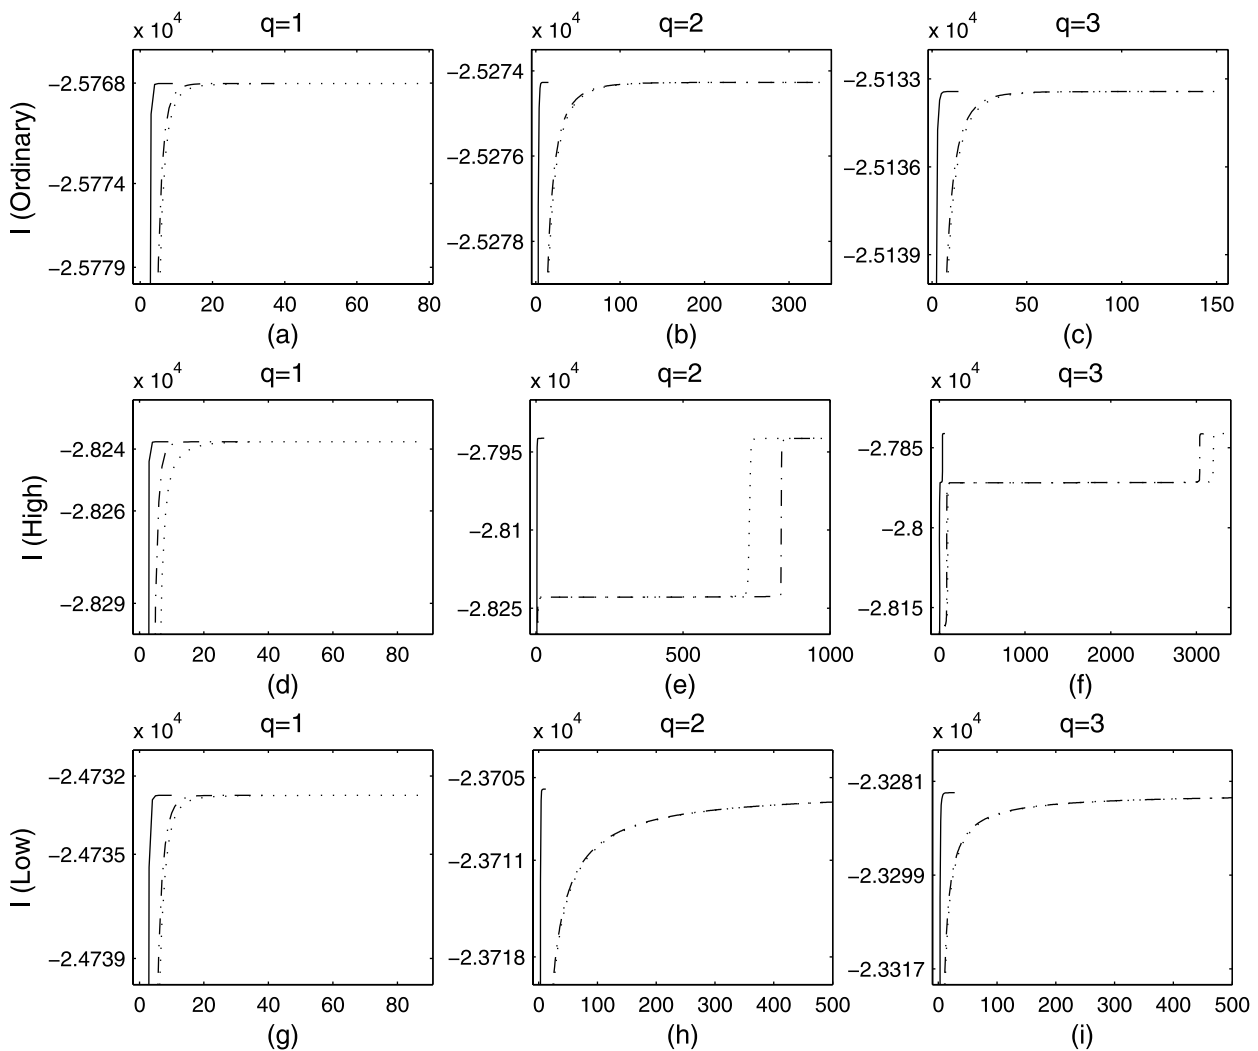 x 10^4 q=1
I (Ordinary)
−2.5768
−2.5774
−2.5779
0 20 40 60 80
(a)
x 10^4 q=2
−2.5274
−2.5276
−2.5278
0 100 200 300
(b)
x 10^4 q=3
−2.5133
−2.5136
−2.5139
0 50 100 150
(c)
x 10^4 q=1
I (High)
−2.824
−2.826
−2.829
0 20 40 60 80
(d)
x 10^4 q=2
−2.795
−2.81
−2.825
0 500 1000
(e)
x 10^4 q=3
−2.785
−2.8
−2.815
0 1000 2000 3000
(f)
x 10^4 q=1
I (Low)
−2.4732
−2.4735
−2.4739
0 20 40 60 80
(g)
x 10^4 q=2
−2.3705
−2.3711
−2.3718
0 100 200 300 400 500
(h)
x 10^4 q=3
−2.3281
−2.3299
−2.3317
0 100 200 300 400 500
(i)